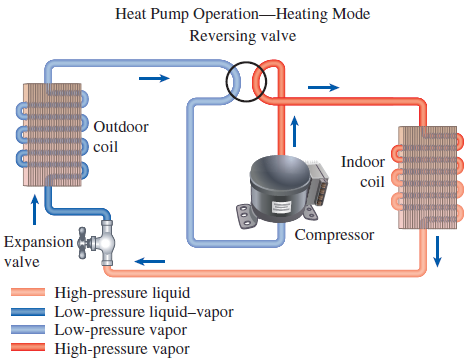 Heat Pump Operation—Heating Mode
Reversing valve
Outdoor
coil
Indoor
coil
Expansion
valve
Compressor
High-pressure liquid
Low-pressure liquid–vapor
Low-pressure vapor
High-pressure vapor